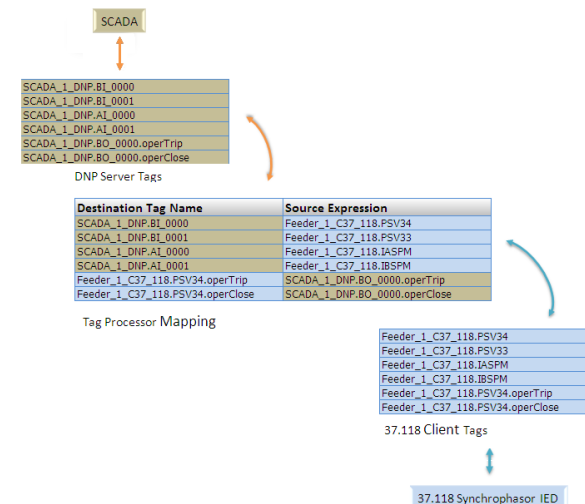 SCADA
SCADA_1_DNP.BI_0000
SCADA_1_DNP.BI_0001
SCADA_1_DNP.AI_0000
SCADA_1_DNP.AI_0001
SCADA_1_DNP.BO_0000.operTrip
SCADA_1_DNP.BO_0000.operClose
DNP Server Tags
Destination Tag Name Source Expression
SCADA_1_DNP.BI_0000 Feeder_1_C37_118.PSV34
SCADA_1_DNP.BI_0001 Feeder_1_C37_118.PSV33
SCADA_1_DNP.AI_0000 Feeder_1_C37_118.IASPM
SCADA_1_DNP.AI_0001 Feeder_1_C37_118.IBSPM
Feeder_1_C37_118.PSV34.operTrip SCADA_1_DNP.BO_0000.operTrip
Feeder_1_C37_118.PSV34.operClose SCADA_1_DNP.BO_0000.operClose
Tag Processor Mapping
Feeder_1_C37_118.PSV34
Feeder_1_C37_118.PSV33
Feeder_1_C37_118.IASPM
Feeder_1_C37_118.IBSPM
Feeder_1_C37_118.PSV34.operTrip
Feeder_1_C37_118.PSV34.operClose
37.118 Client Tags
37.118 Synchrophasor IED